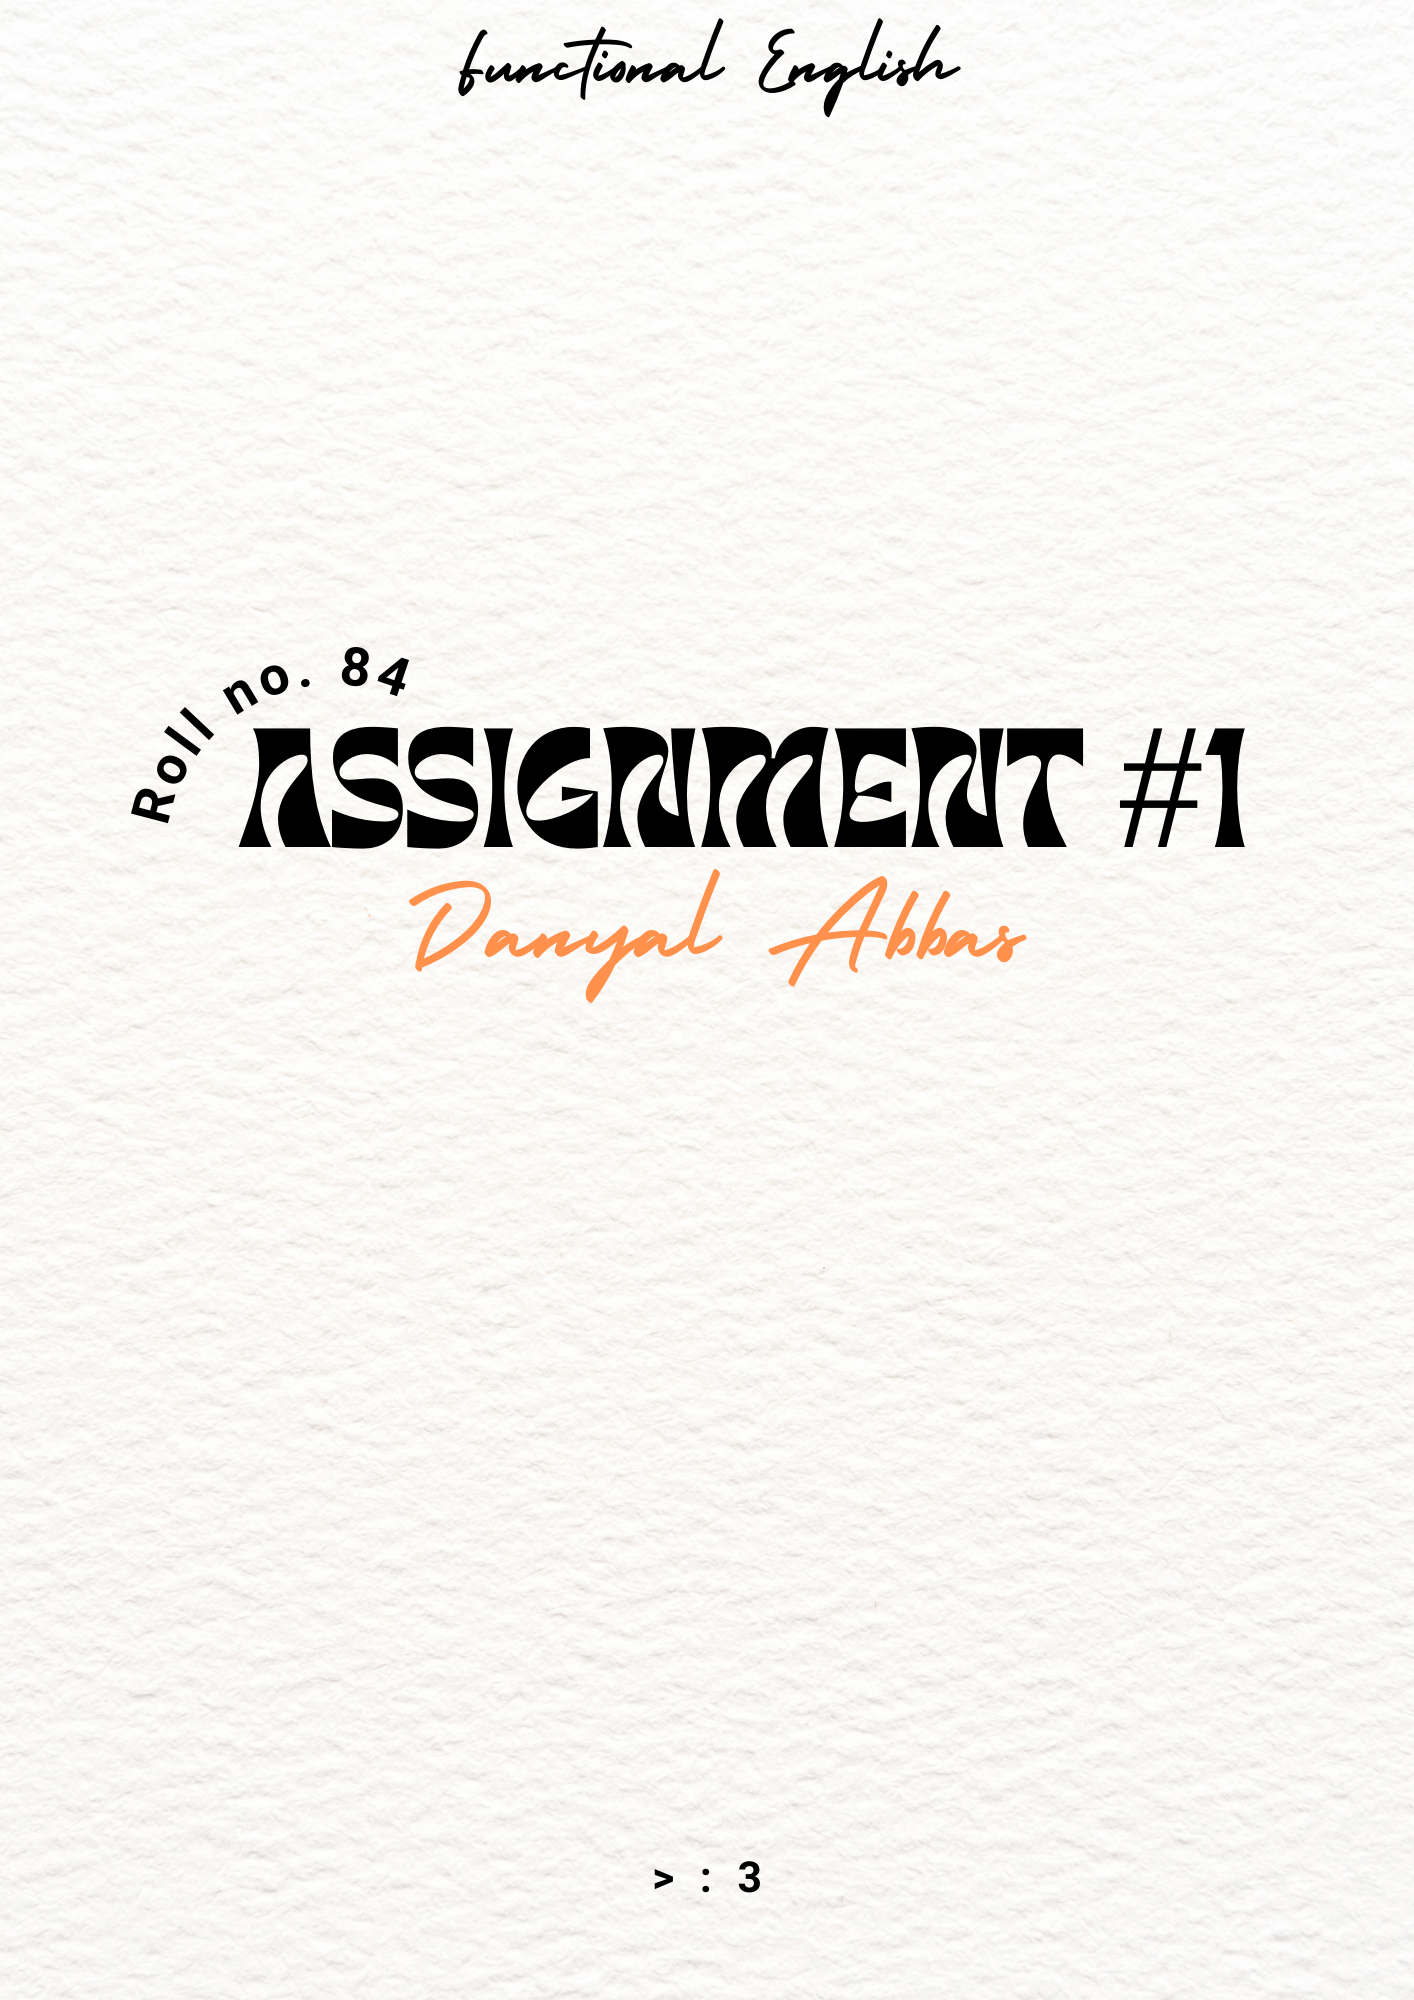 functional English
Roll no. 84
ASSIGNMENT #1
Danyal Abbas
> : 3